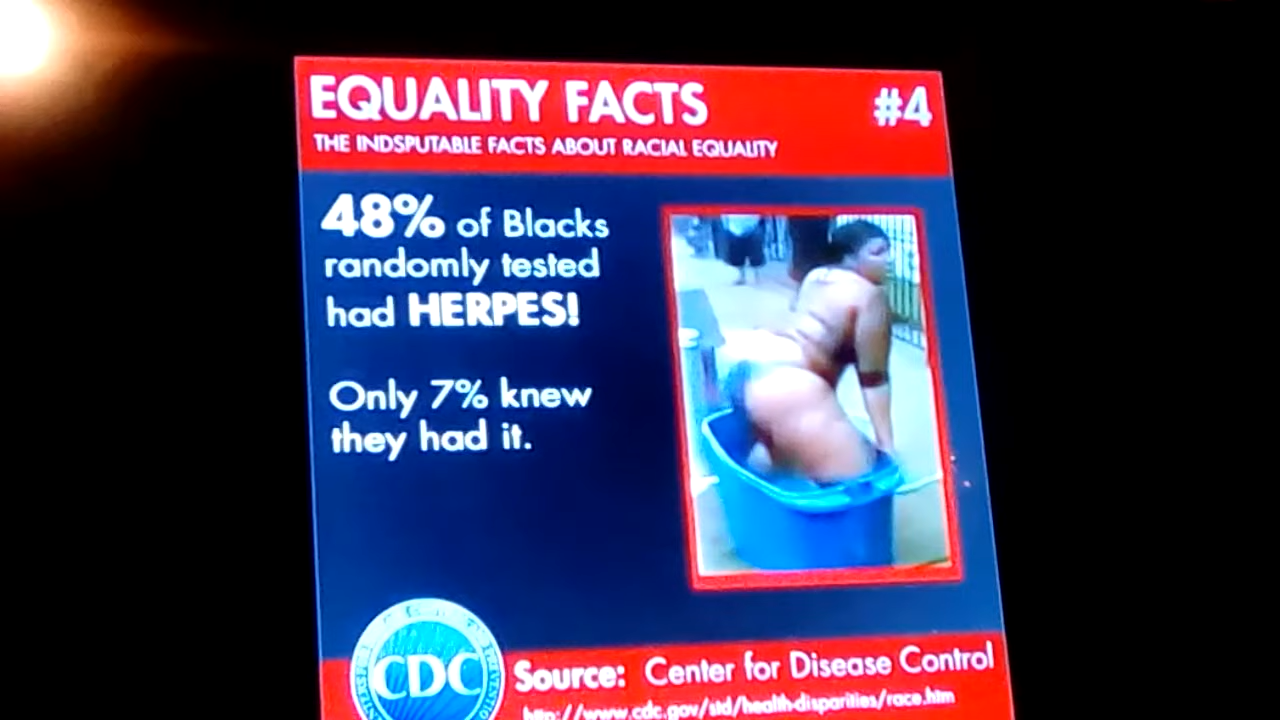 EQUALITY FACTS
#4
THE INDSPUTABLE FACTS ABOUT RACIAL EQUALITY
48% of Blacks
randomly tested
had HERPES!
Only 7% knew
they had it.
CDC
Source: Center for Disease Control
http://www.cdc.gov/std/health-disparities/race.htm